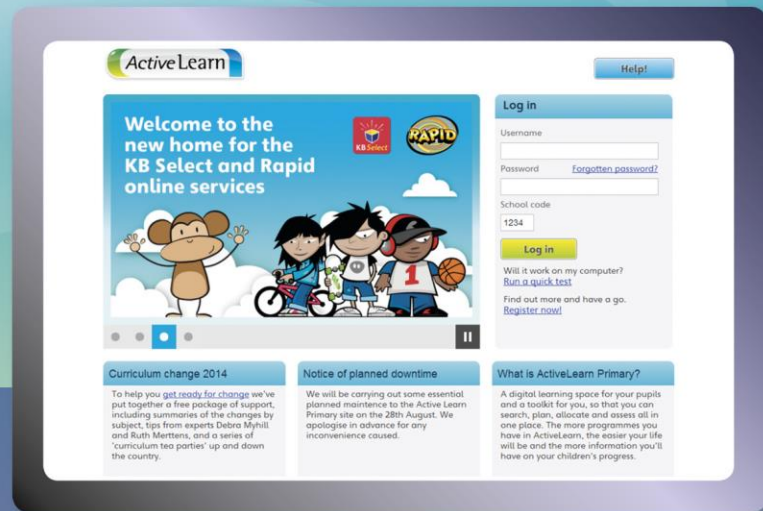 ActiveLearn
Help!
Welcome to the
new home for the
KB Select and Rapid
online services
KB Select
RAPID
1
Log in
Username
Password Forgotten password?
School code
1234
Log in
Will it work on my computer?
Run a quick test
Find out more and have a go.
Register now!
Curriculum change 2014
To help you get ready for change we've
put together a free package of support,
including summaries of the changes by
subject, tips from experts Debra Myhill
and Ruth Merttens, and a series of
'curriculum tea parties' up and down
the country.
Notice of planned downtime
We will be carrying out some essential
planned maintence to the Active Learn
Primary site on the 28th August. We
apologise in advance for any
inconvenience caused.
What is ActiveLearn Primary?
A digital learning space for your pupils
and a toolkit for you, so that you can
search, plan, allocate and assess all in
one place. The more programmes you
have in ActiveLearn, the easier your life
will be and the more information you'll
have on your children's progress.